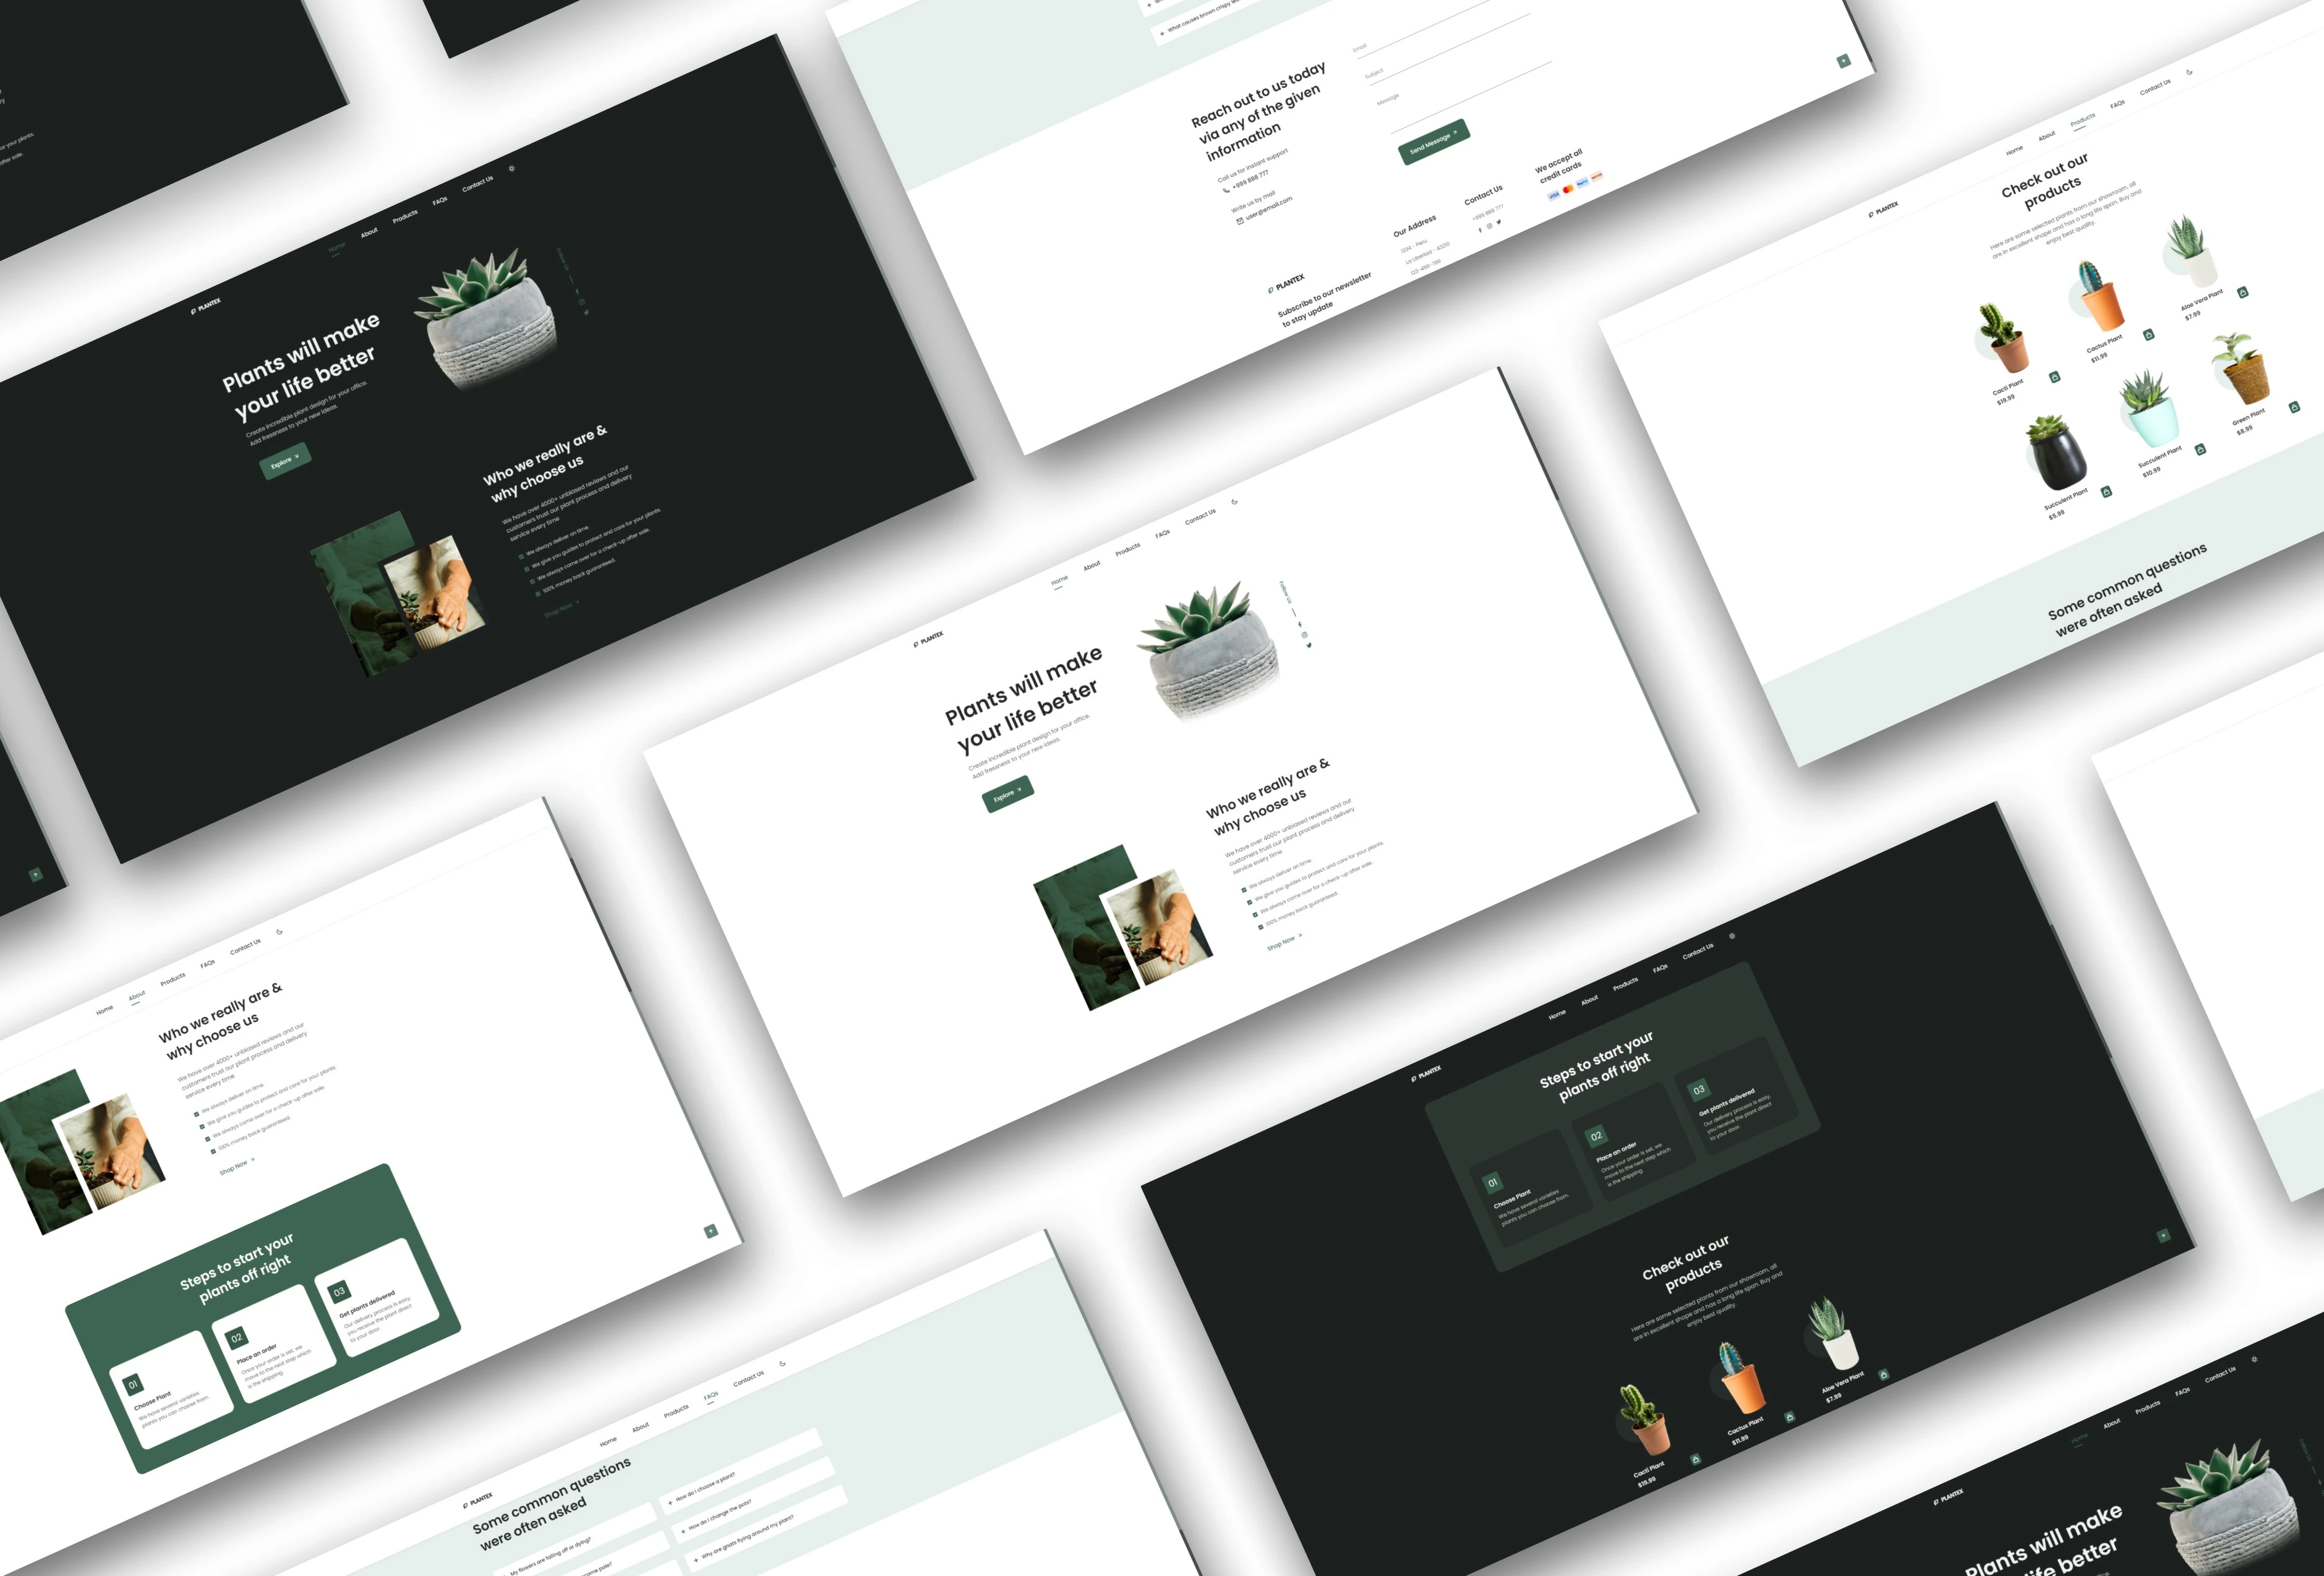 or your plants.
after sale.
PLANTEX
Home
About
Products
FAQs
Contact Us
Plants will make
your life better
Create incredible plant design for your office.
Add fressness to your new ideas.
Explore
Follow Us
Who we really are &
why choose us
We have over 4000+ unbiased reviews and our
customers trust our plant process and delivery
service every time
We always deliver on time.
We give you guides to protect and care for your plants.
We always come over for a check-up after sale.
100% money back guaranteed.
Shop Now
What causes brown crispy
Reach out to us today
via any of the given
information
Call us for instant support
+999 888 777
Write us by mail
user@email.com
Email
Subject
Message
Send Message
PLANTEX
Subscribe to our newsletter
to stay update
Our Address
1234 - Peru
La Libertad - 43210
123-456-789
Contact Us
+999 888 777
We accept all
credit cards
VISA
PLANTEX
Home
About
Products
FAQs
Contact Us
Check out our
products
Here are some selected plants from our showroom, all
are in excellent shape and has a long life span. Buy and
enjoy best quality.
Cacti Plant
$19.99
Cactus Plant
$11.99
Aloe Vera Plant
$7.99
Succulent Plant
$5.99
Succulent Plant
$10.99
Green Plant
$8.99
Some common questions
were often asked
PLANTEX
Home
About
Products
FAQs
Contact Us
Plants will make
your life better
Create incredible plant design for your office.
Add fressness to your new ideas.
Explore
Follow Us
Who we really are &
why choose us
We have over 4000+ unbiased reviews and our
customers trust our plant process and delivery
service every time
We always deliver on time.
We give you guides to protect and care for your plants.
We always come over for a check-up after sale.
100% money back guaranteed.
Shop Now
Home
About
Products
FAQs
Contact Us
Who we really are &
why choose us
We have over 4000+ unbiased reviews and our
customers trust our plant process and delivery
service every time
We always deliver on time.
We give you guides to protect and care for your plants.
We always come over for a check-up after sale.
100% money back guaranteed.
Shop Now
Steps to start your
plants off right
01
Choose Plant
We have several varieties
plants you can choose from.
02
Place an order
Once your order is set, we
move to the next step which
is the shipping.
03
Get plants delivered
Our delivery process is easy,
you receive the plant direct
to your door.
PLANTEX
Home
About
Products
FAQs
Contact Us
Steps to start your
plants off right
01
Choose Plant
We have several varieties
plants you can choose from.
02
Place an order
Once your order is set, we
move to the next step which
is the shipping.
03
Get plants delivered
Our delivery process is easy,
you receive the plant direct
to your door.
Check out our
products
Here are some selected plants from our showroom, all
are in excellent shape and has a long life span. Buy and
enjoy best quality.
Cacti Plant
$19.99
Cactus Plant
$11.99
Aloe Vera Plant
$7.99
PLANTEX
Home
About
Products
FAQs
Contact Us
Some common questions
were often asked
My flowers are falling off or dying?
How do I choose a plant?
How do I change the pots?
Why are gnats flying around my plant?
PLANTEX
Home
About
Products
FAQs
Contact Us
Plants will make
life better